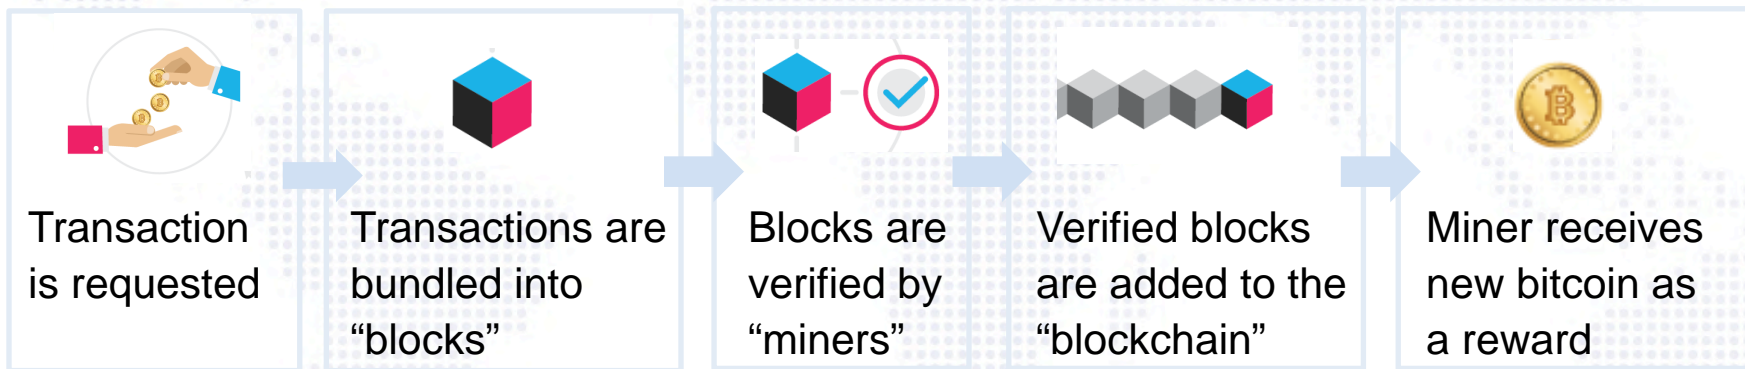 Transaction
is requested
Transactions are
bundled into
“blocks”
Blocks are
verified by
“miners”
Verified blocks
are added to the
“blockchain”
Miner receives
new bitcoin as
a reward